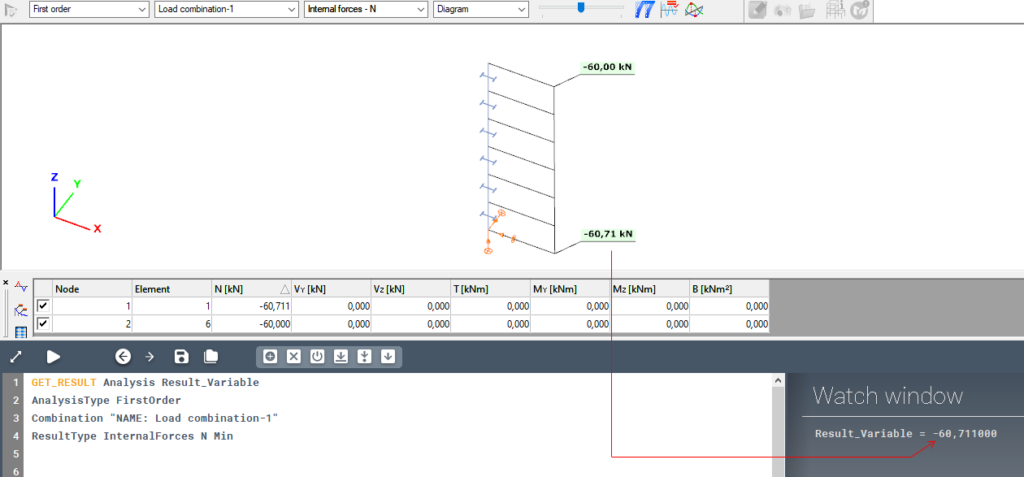 First order Load combination-1 Internal forces - N Diagram
-60,00 kN
Z
Y
X
-60,71 kN
Node Element N [kN] VY [kN] VZ [kN] T [kNm] MY [kNm] MZ [kNm] B [kNm²]
1 1 -60,711 0,000 0,000 0,000 0,000 0,000 0,000
2 6 -60,000 0,000 0,000 0,000 0,000 0,000 0,000
1 GET_RESULT Analysis Result_Variable
2 AnalysisType FirstOrder
3 Combination "NAME: Load combination-1"
4 ResultType InternalForces N Min
5
6
Watch window
Result_Variable = -60,711000